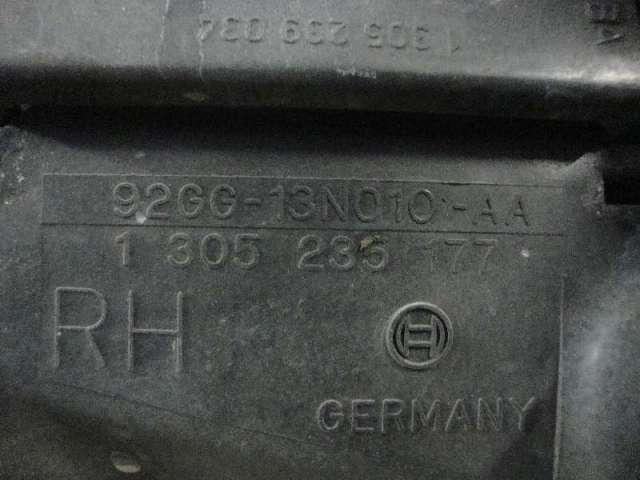 1 305 239 034
92GG-13N010-AA
1 305 235 177
RH
GERMANY